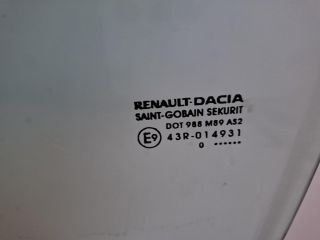 RENAULT-DACIA
SAINT-GOBAIN SEKURIT
DOT 988 M89 AS2
E9 43R-014931
0 ••••••